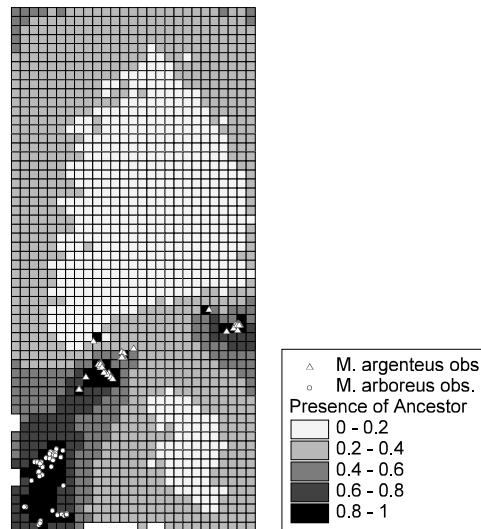 M. argenteus obs
M. arboreus obs.
Presence of Ancestor
0 - 0.2
0.2 - 0.4
0.4 - 0.6
0.6 - 0.8
0.8 - 1